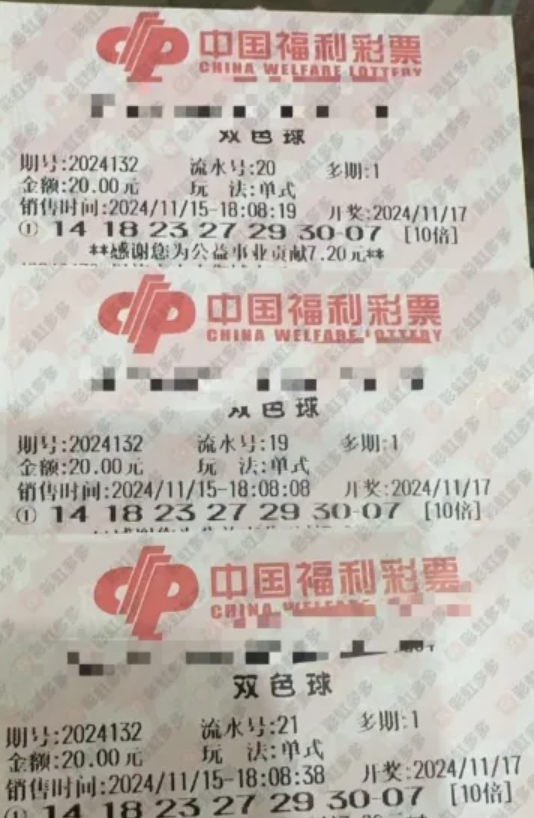 中国福利彩票
CHINA WELFARE LOTTERY
双色球
期号:2024132 流水号:20 多期:1
金额:20.00元 玩 法:单式
销售时间:2024/11/15-18:08:19 开奖:2024/11/17
① 14 18 23 27 29 30-07 [10倍]
**感谢您为公益事业贡献7.20元**
中国福利彩票
CHINA WELFARE LOTTERY
双色球
期号:2024132 流水号:19 多期:1
金额:20.00元 玩 法:单式
销售时间:2024/11/15-18:08:08 开奖:2024/11/17
① 14 18 23 27 29 30-07 [10倍]
中国福利彩票
CHINA WELFARE
双色球
期号:2024132 流水号:21 多期:1
金额:20.00元 玩 法:单式
销售时间:2024/11/15-18:08:38 开奖:2024/11/17
① 14 18 23 27 29 30-07 [10倍]